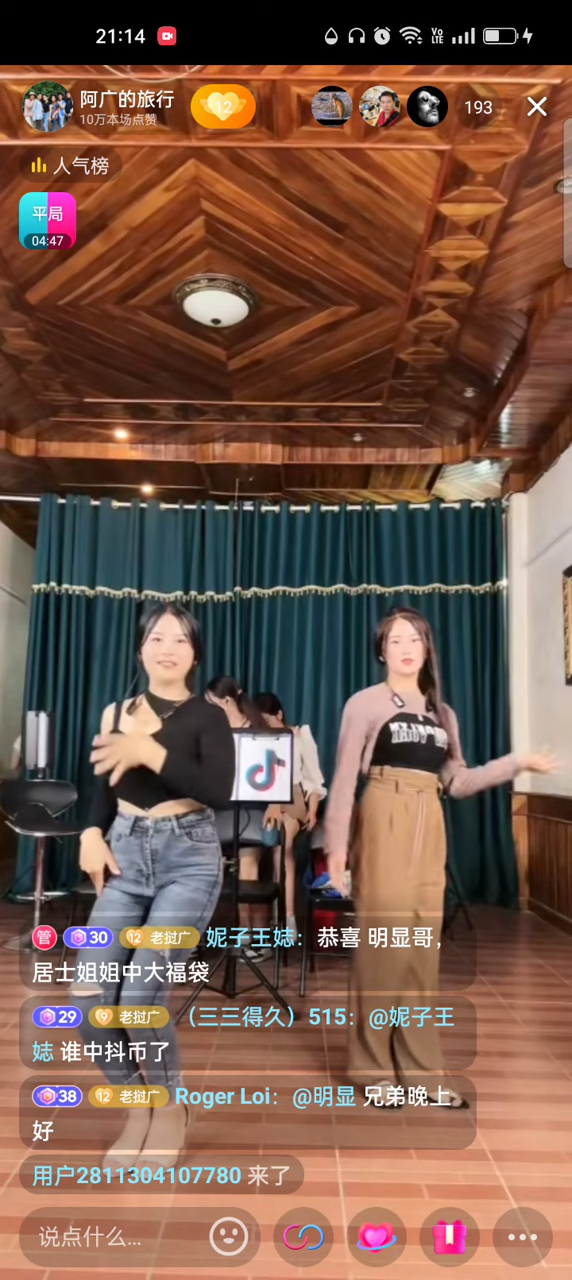 21:14
Vo
LTE
阿广的旅行
10万本场点赞
12
193
人气榜
平局
04:47
管 30 12 老挝广 妮子王娡：恭喜 明显哥，
居士姐姐中大福袋
29 9 老挝广 （三三得久）515：@妮子王
娡 谁中抖币了
38 12 老挝广 Roger Loi：@明显 兄弟晚上
好
用户2811304107780 来了
说点什么...